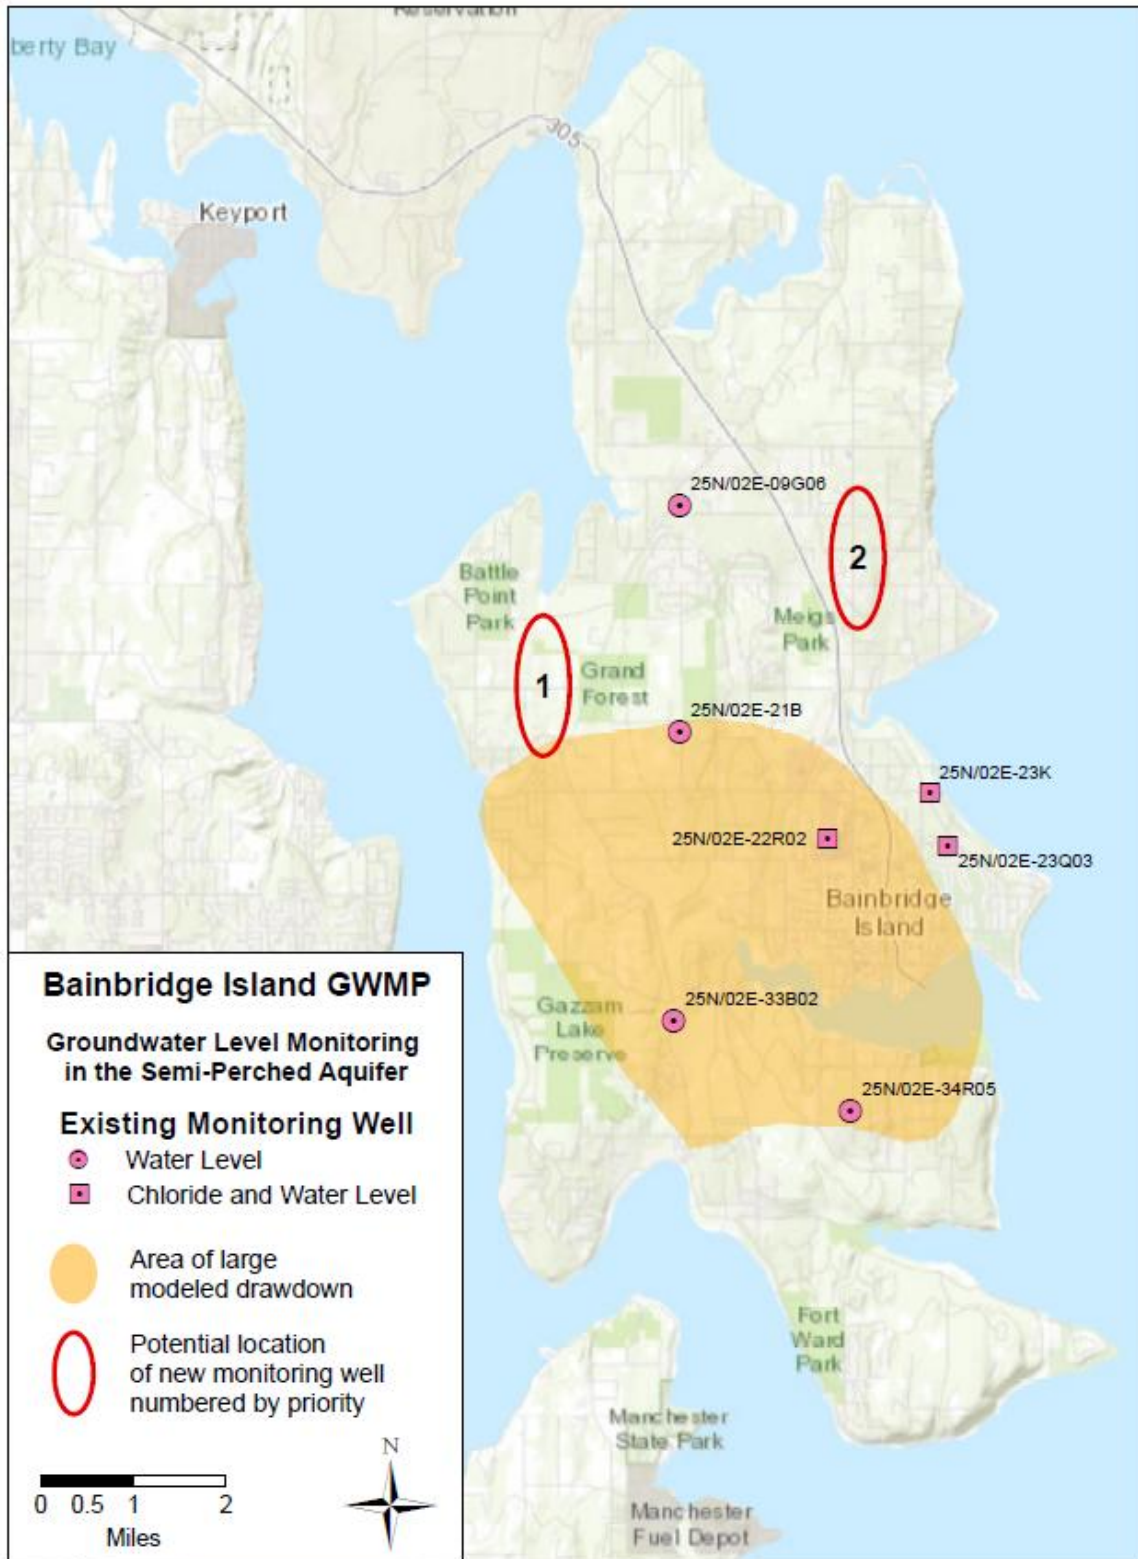 Reservation
berty Bay
305
Keyport
25N/02E-09G06
2
Battle
Point
Park
Meigs
Park
1
Grand
Forest
25N/02E-21B
25N/02E-23K
25N/02E-22R02
25N/02E-23Q03
Bainbridge
Island
25N/02E-33B02
Gazzam
Lake
Preserve
25N/02E-34R05
Fort
Ward
Park
Manchester
State Park
Manchester
Fuel Depot
Bainbridge Island GWMP
Groundwater Level Monitoring
in the Semi-Perched Aquifer
Existing Monitoring Well
Water Level
Chloride and Water Level
Area of large
modeled drawdown
Potential location
of new monitoring well
numbered by priority
N
0 0.5 1 2
Miles